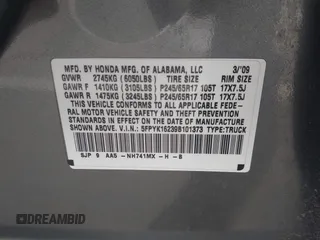 MFD. BY HONDA MFG. OF ALABAMA, LLC 3/'09
GVWR 2745KG (6050LBS) TIRE SIZE RIM SIZE
GAWR F 1410KG (3105LBS) P245/65R17 105T 17X7.5J
GAWR R 1475KG (3245LBS) P245/65R17 105T 17X7.5J
THIS VEHICLE CONFORMS TO ALL APPLICABLE FEDE-
RAL MOTOR VEHICLE SAFETY AND THEFT PREVENTION
STANDARDS IN EFFECT ON THE DATE OF MANUFACTURE
SHOWN ABOVE. V.I.N.: 5FPYK16239B101373 TYPE:TRUCK
SJP 9 AA5 -NH741MX -H -B
DREAMBID
.COM.UA